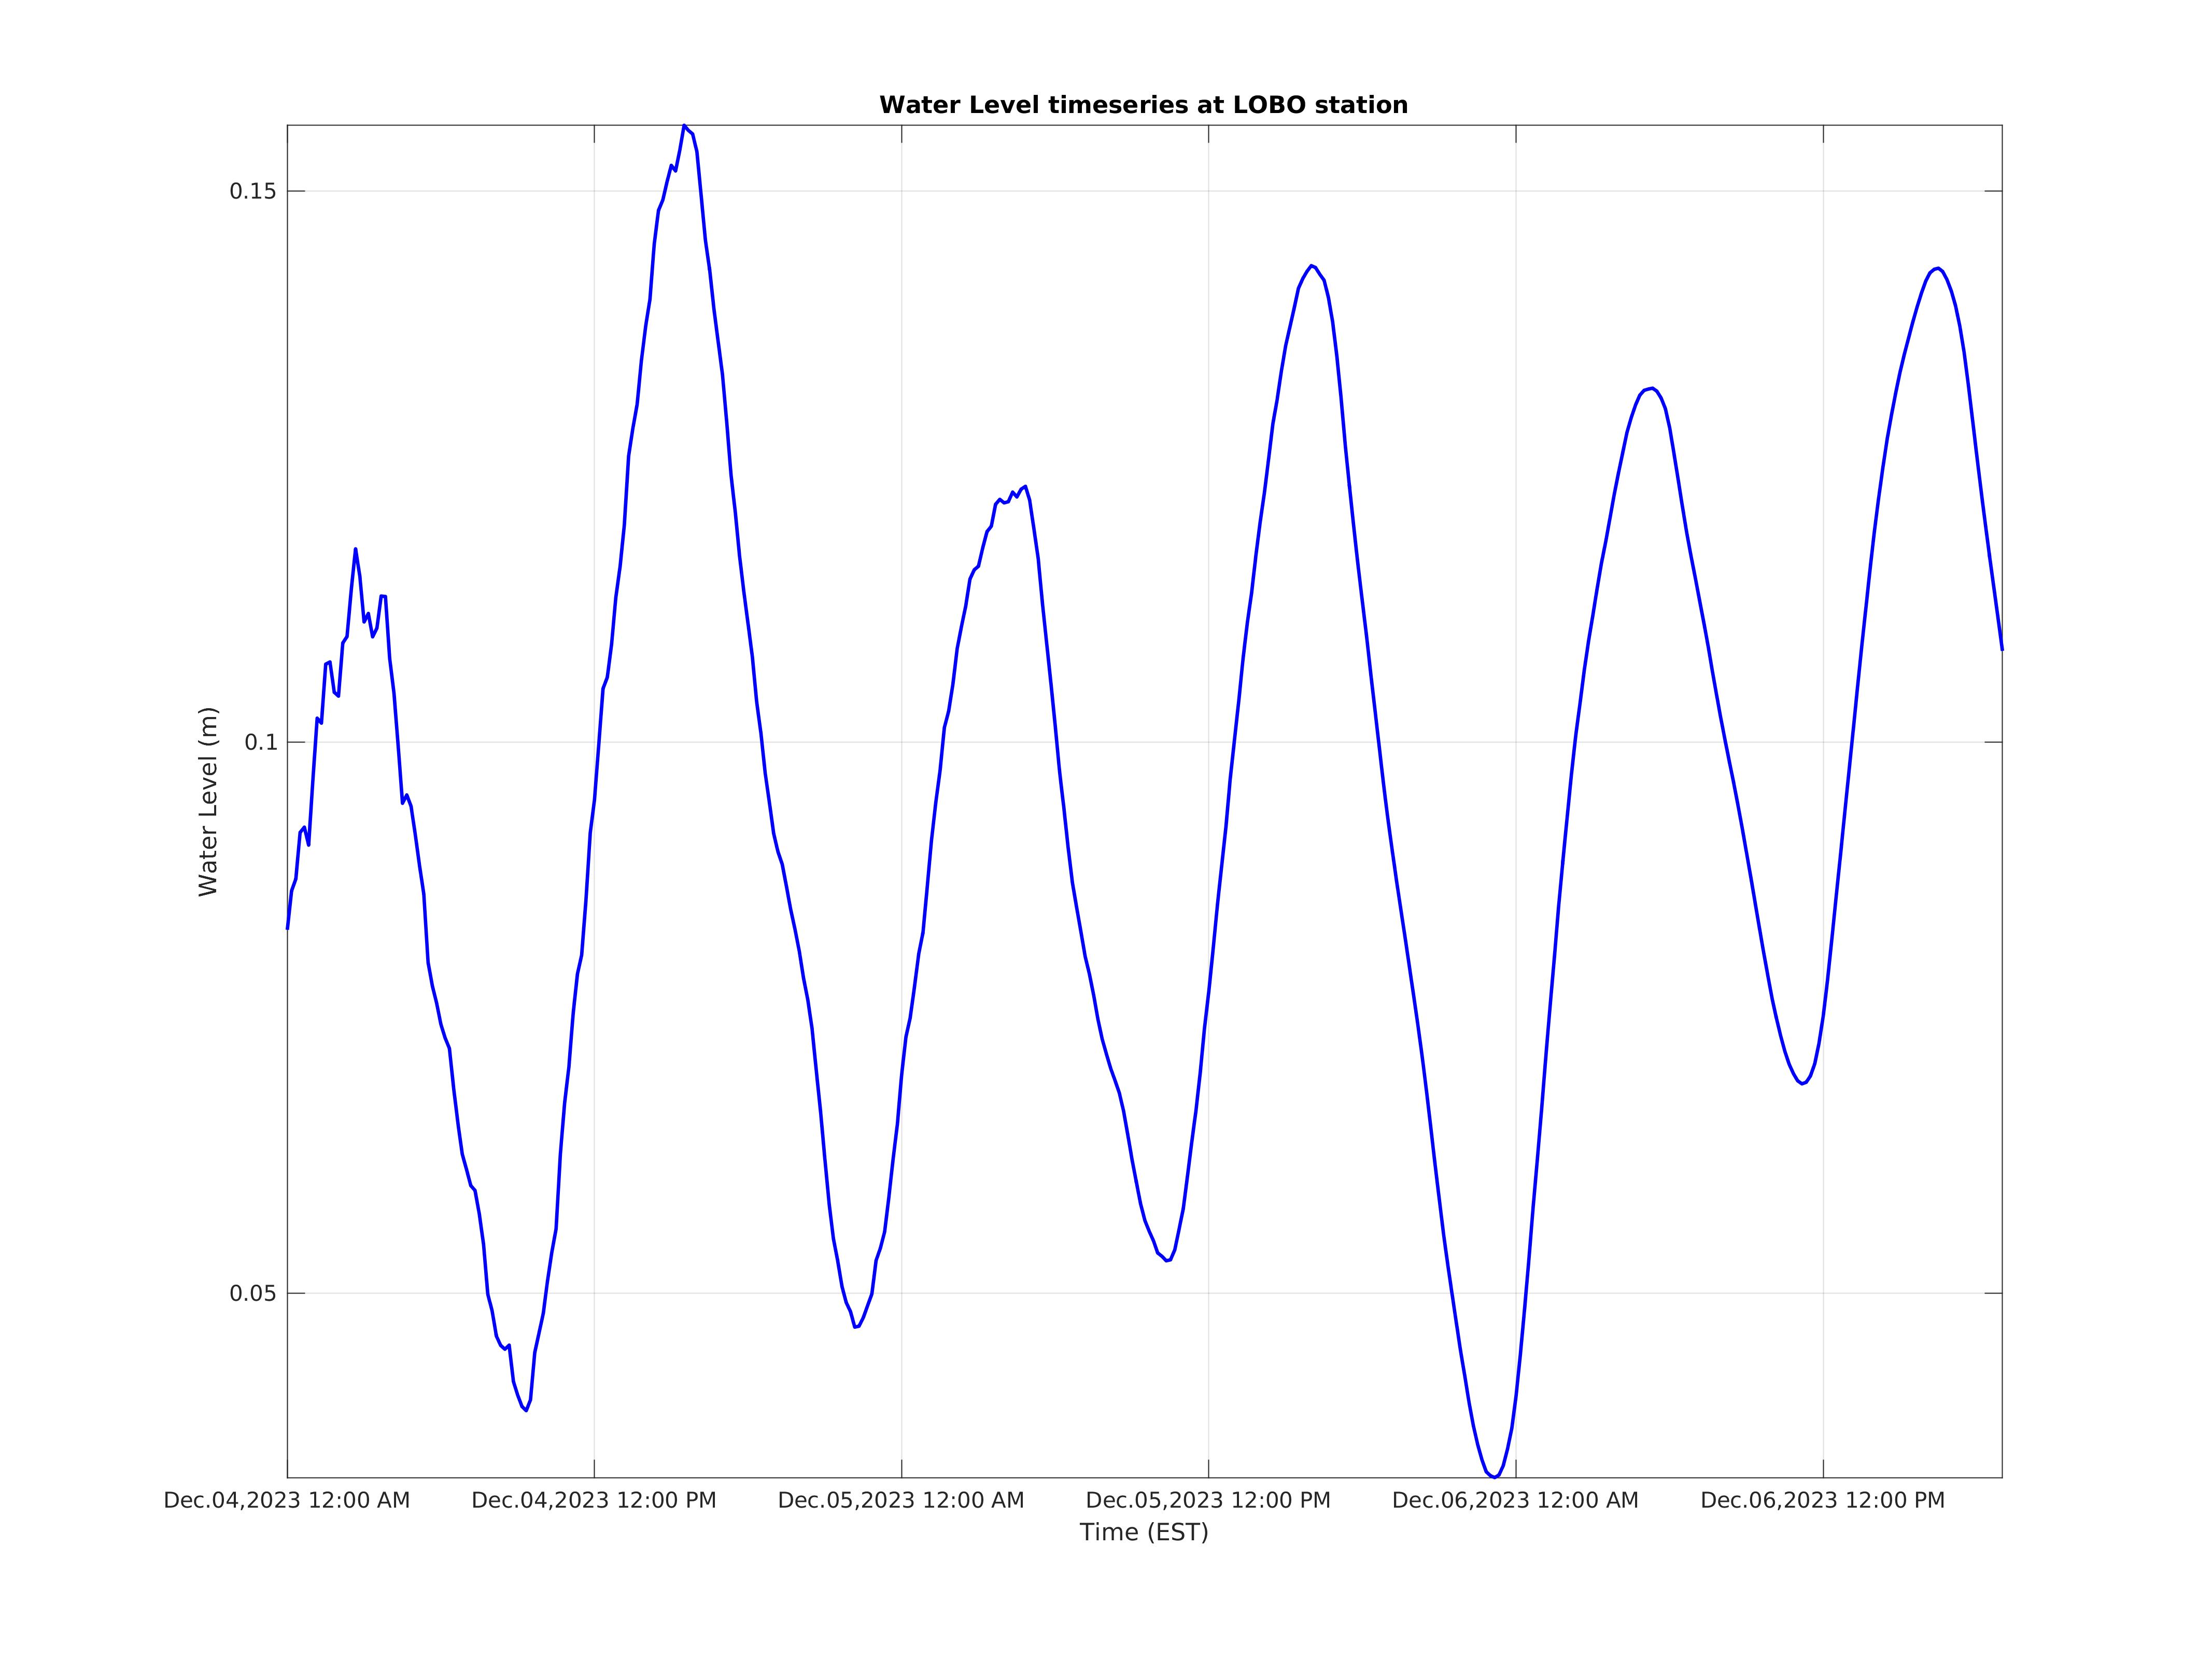 Water Level timeseries at LOBO station
0.15
0.1
0.05
Water Level (m)
Dec.04,2023 12:00 AM Dec.04,2023 12:00 PM Dec.05,2023 12:00 AM Dec.05,2023 12:00 PM Dec.06,2023 12:00 AM Dec.06,2023 12:00 PM
Time (EST)